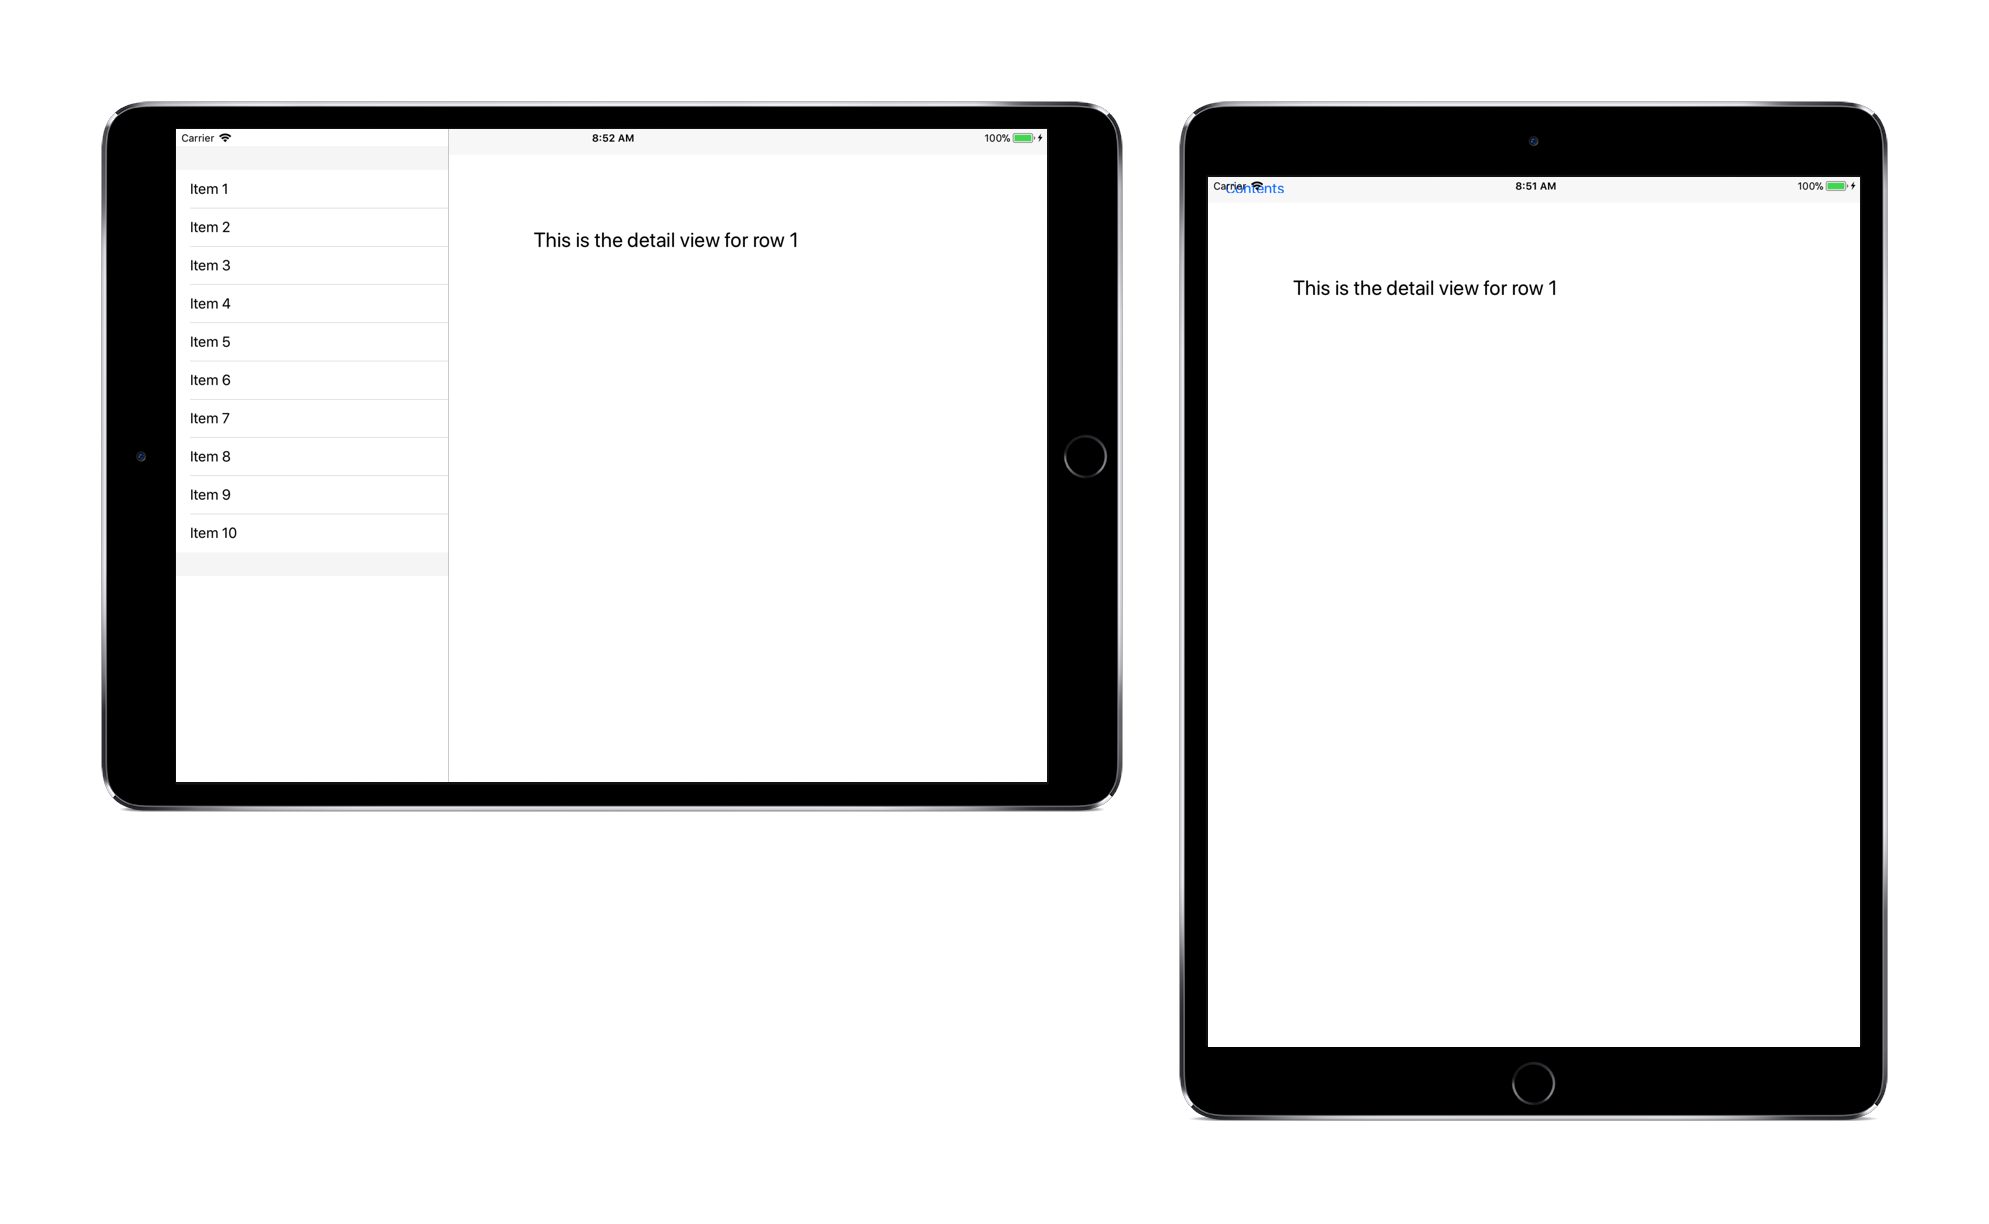 Carrier 8:52 AM 100%
Item 1
Item 2
Item 3
Item 4
Item 5
Item 6
Item 7
Item 8
Item 9
Item 10
This is the detail view for row 1
Carrier 8:51 AM 100%
Contents
This is the detail view for row 1